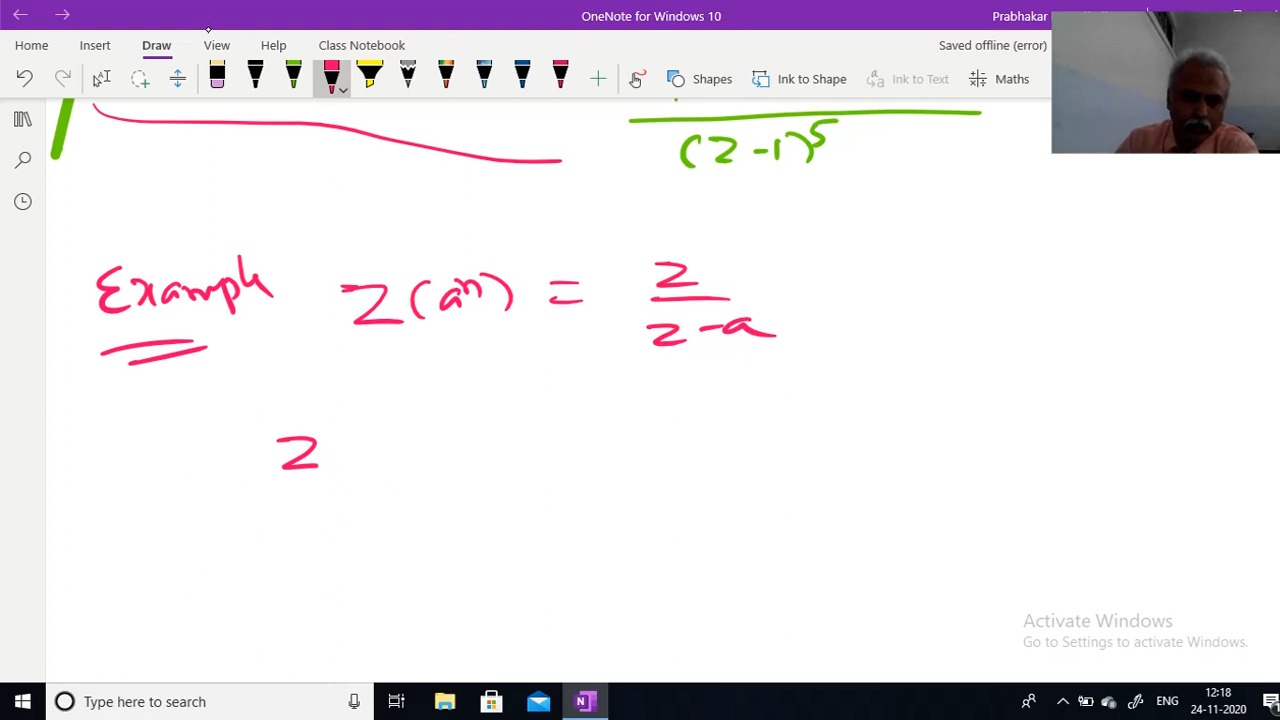 OneNote for Windows 10
Prabhakar
Home Insert Draw View Help Class Notebook
Saved offline (error)
Shapes Ink to Shape Ink to Text Maths
(z-1)^5
Example Z(a^n) = z/(z-a)
Z
Activate Windows
Go to Settings to activate Windows.
Type here to search
ENG
12:18
24-11-2020